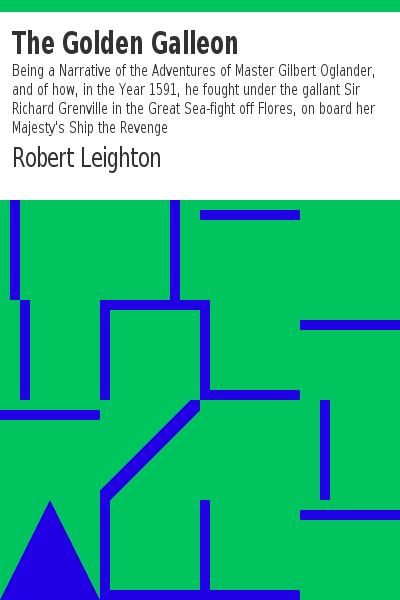 The Golden Galleon
Being a Narrative of the Adventures of Master Gilbert Oglander,
and of how, in the Year 1591, he fought under the gallant Sir
Richard Grenville in the Great Sea-fight off Flores, on board her
Majesty's Ship the Revenge
Robert Leighton